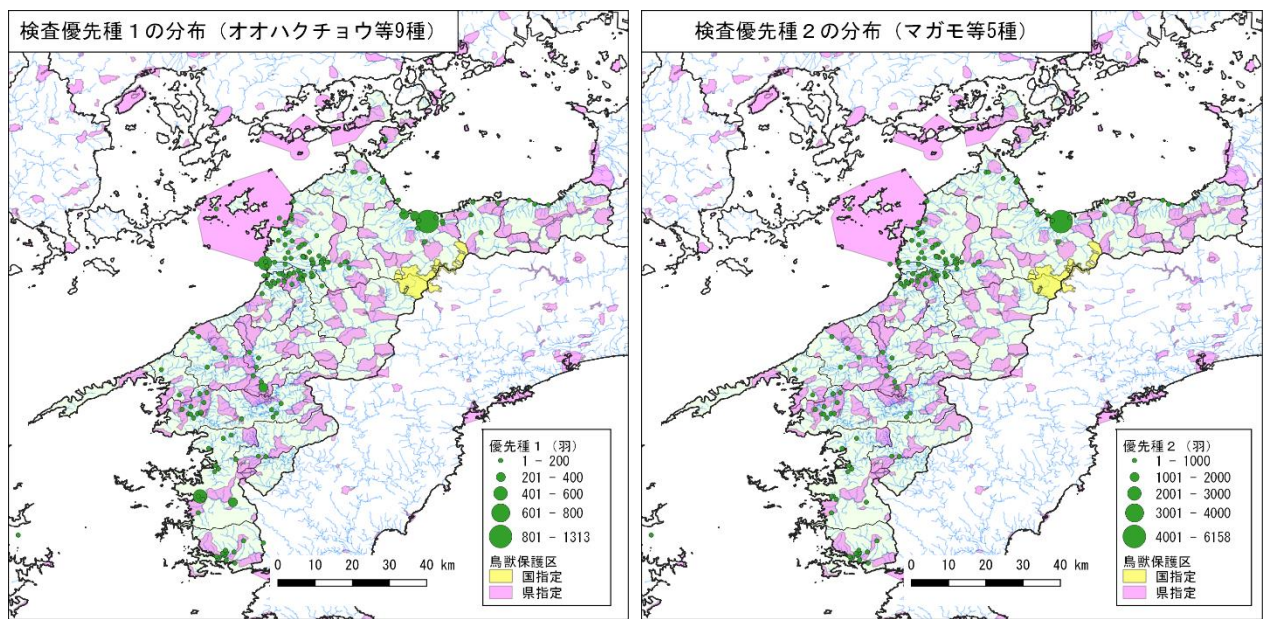 検査優先種1の分布（オオハクチョウ等9種）
優先種1（羽）
1 - 200
201 - 400
401 - 600
601 - 800
801 - 1313
鳥獣保護区
国指定
県指定
0 10 20 30 40 km
検査優先種2の分布（マガモ等5種）
優先種2（羽）
1 - 1000
1001 - 2000
2001 - 3000
3001 - 4000
4001 - 6158
鳥獣保護区
国指定
県指定
0 10 20 30 40 km